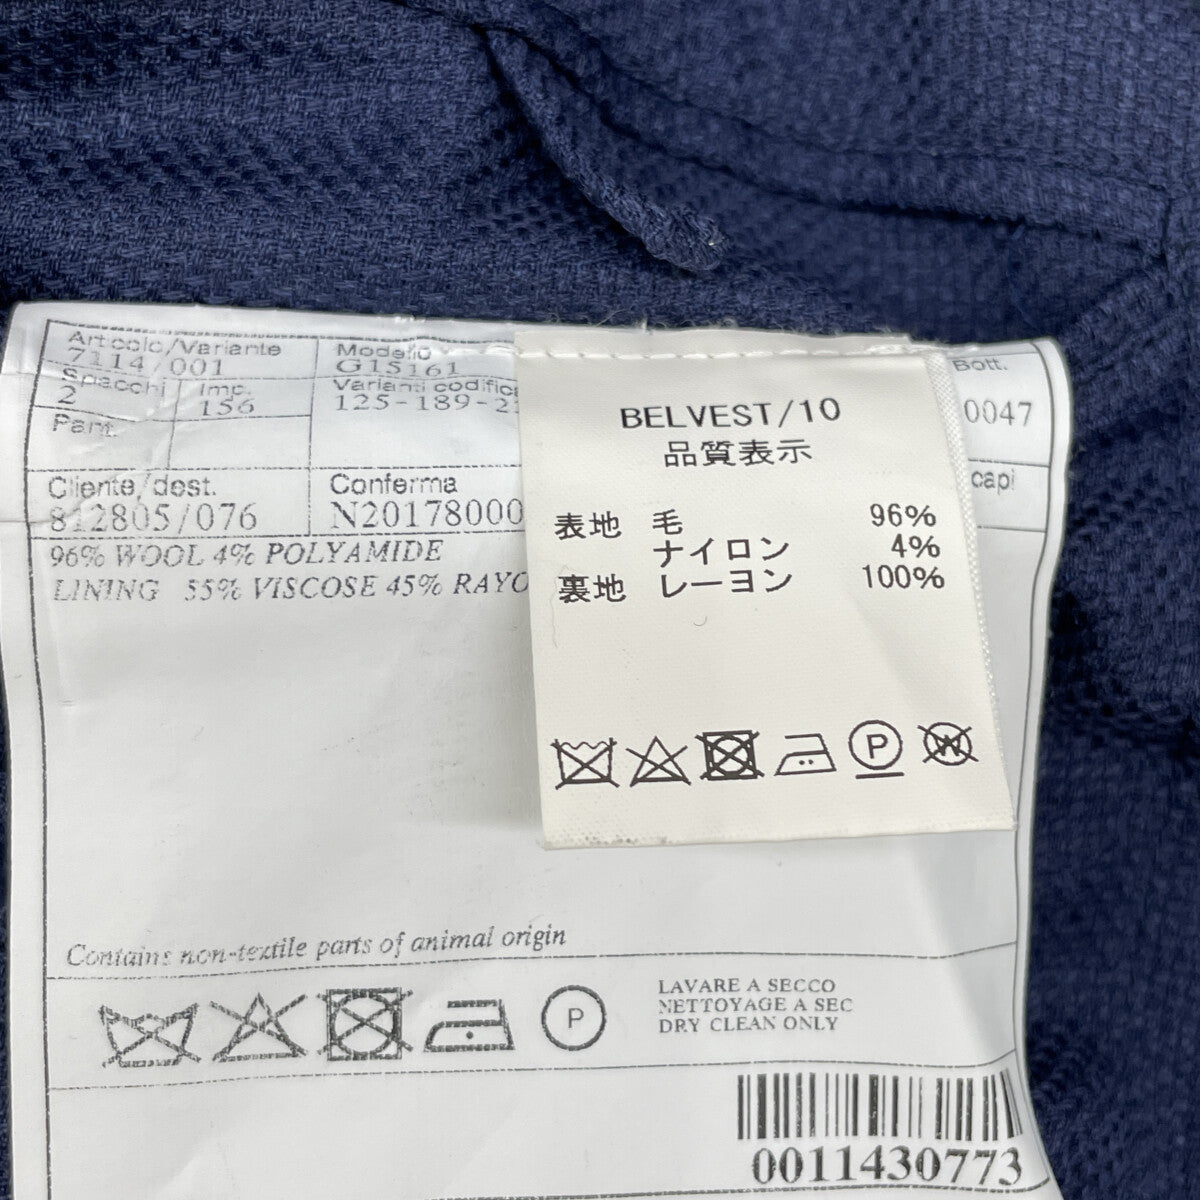 Articolo/Variante
7114/001
Modello
G15161
Bott.
0047
Spacchi
2
Imp.
156
Varianti codific
125-189-2
Pant.
Cliente/dest.
812805/076
Conferma
N20178000
capi
96% WOOL 4% POLYAMIDE
LINING 55% VISCOSE 45% RAYO
BELVEST/10
品質表示
表地 毛 96%
ナイロン 4%
裏地 レーヨン 100%
P
W
Contains non-textile parts of animal origin
P
LAVARE A SECCO
NETTOYAGE A SEC
DRY CLEAN ONLY
0011430773